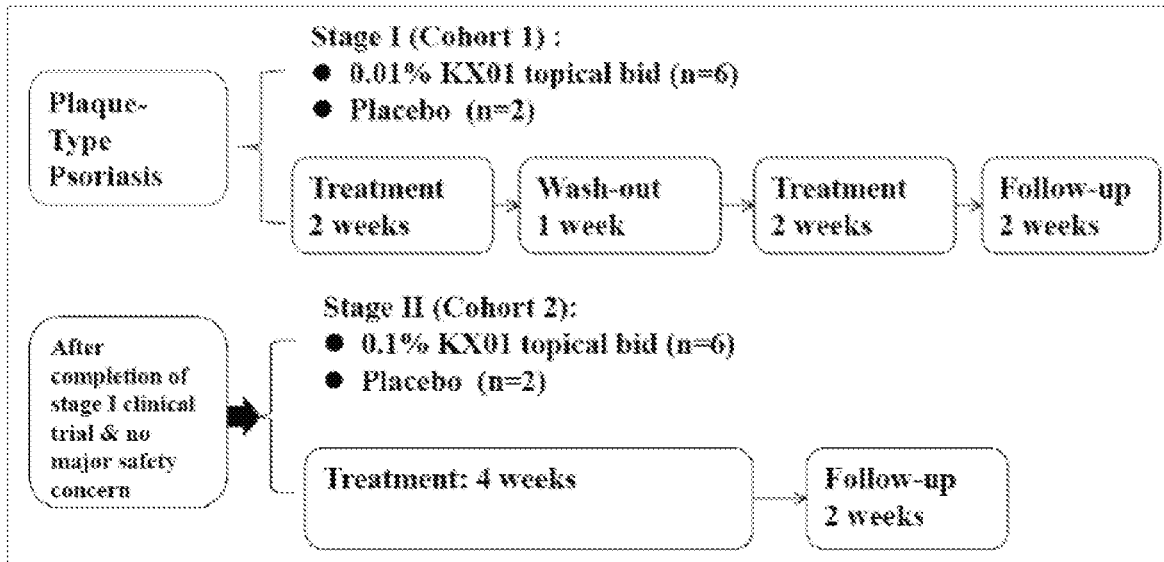 Stage I (Cohort 1) :
● 0.01% KX01 topical bid (n=6)
● Placebo (n=2)
Plaque-
Type
Psoriasis
Treatment
2 weeks
Wash-out
1 week
Treatment
2 weeks
Follow-up
2 weeks
Stage II (Cohort 2):
● 0.1% KX01 topical bid (n=6)
● Placebo (n=2)
After
completion of
stage I clinical
trial & no
major safety
concern
Treatment: 4 weeks
Follow-up
2 weeks